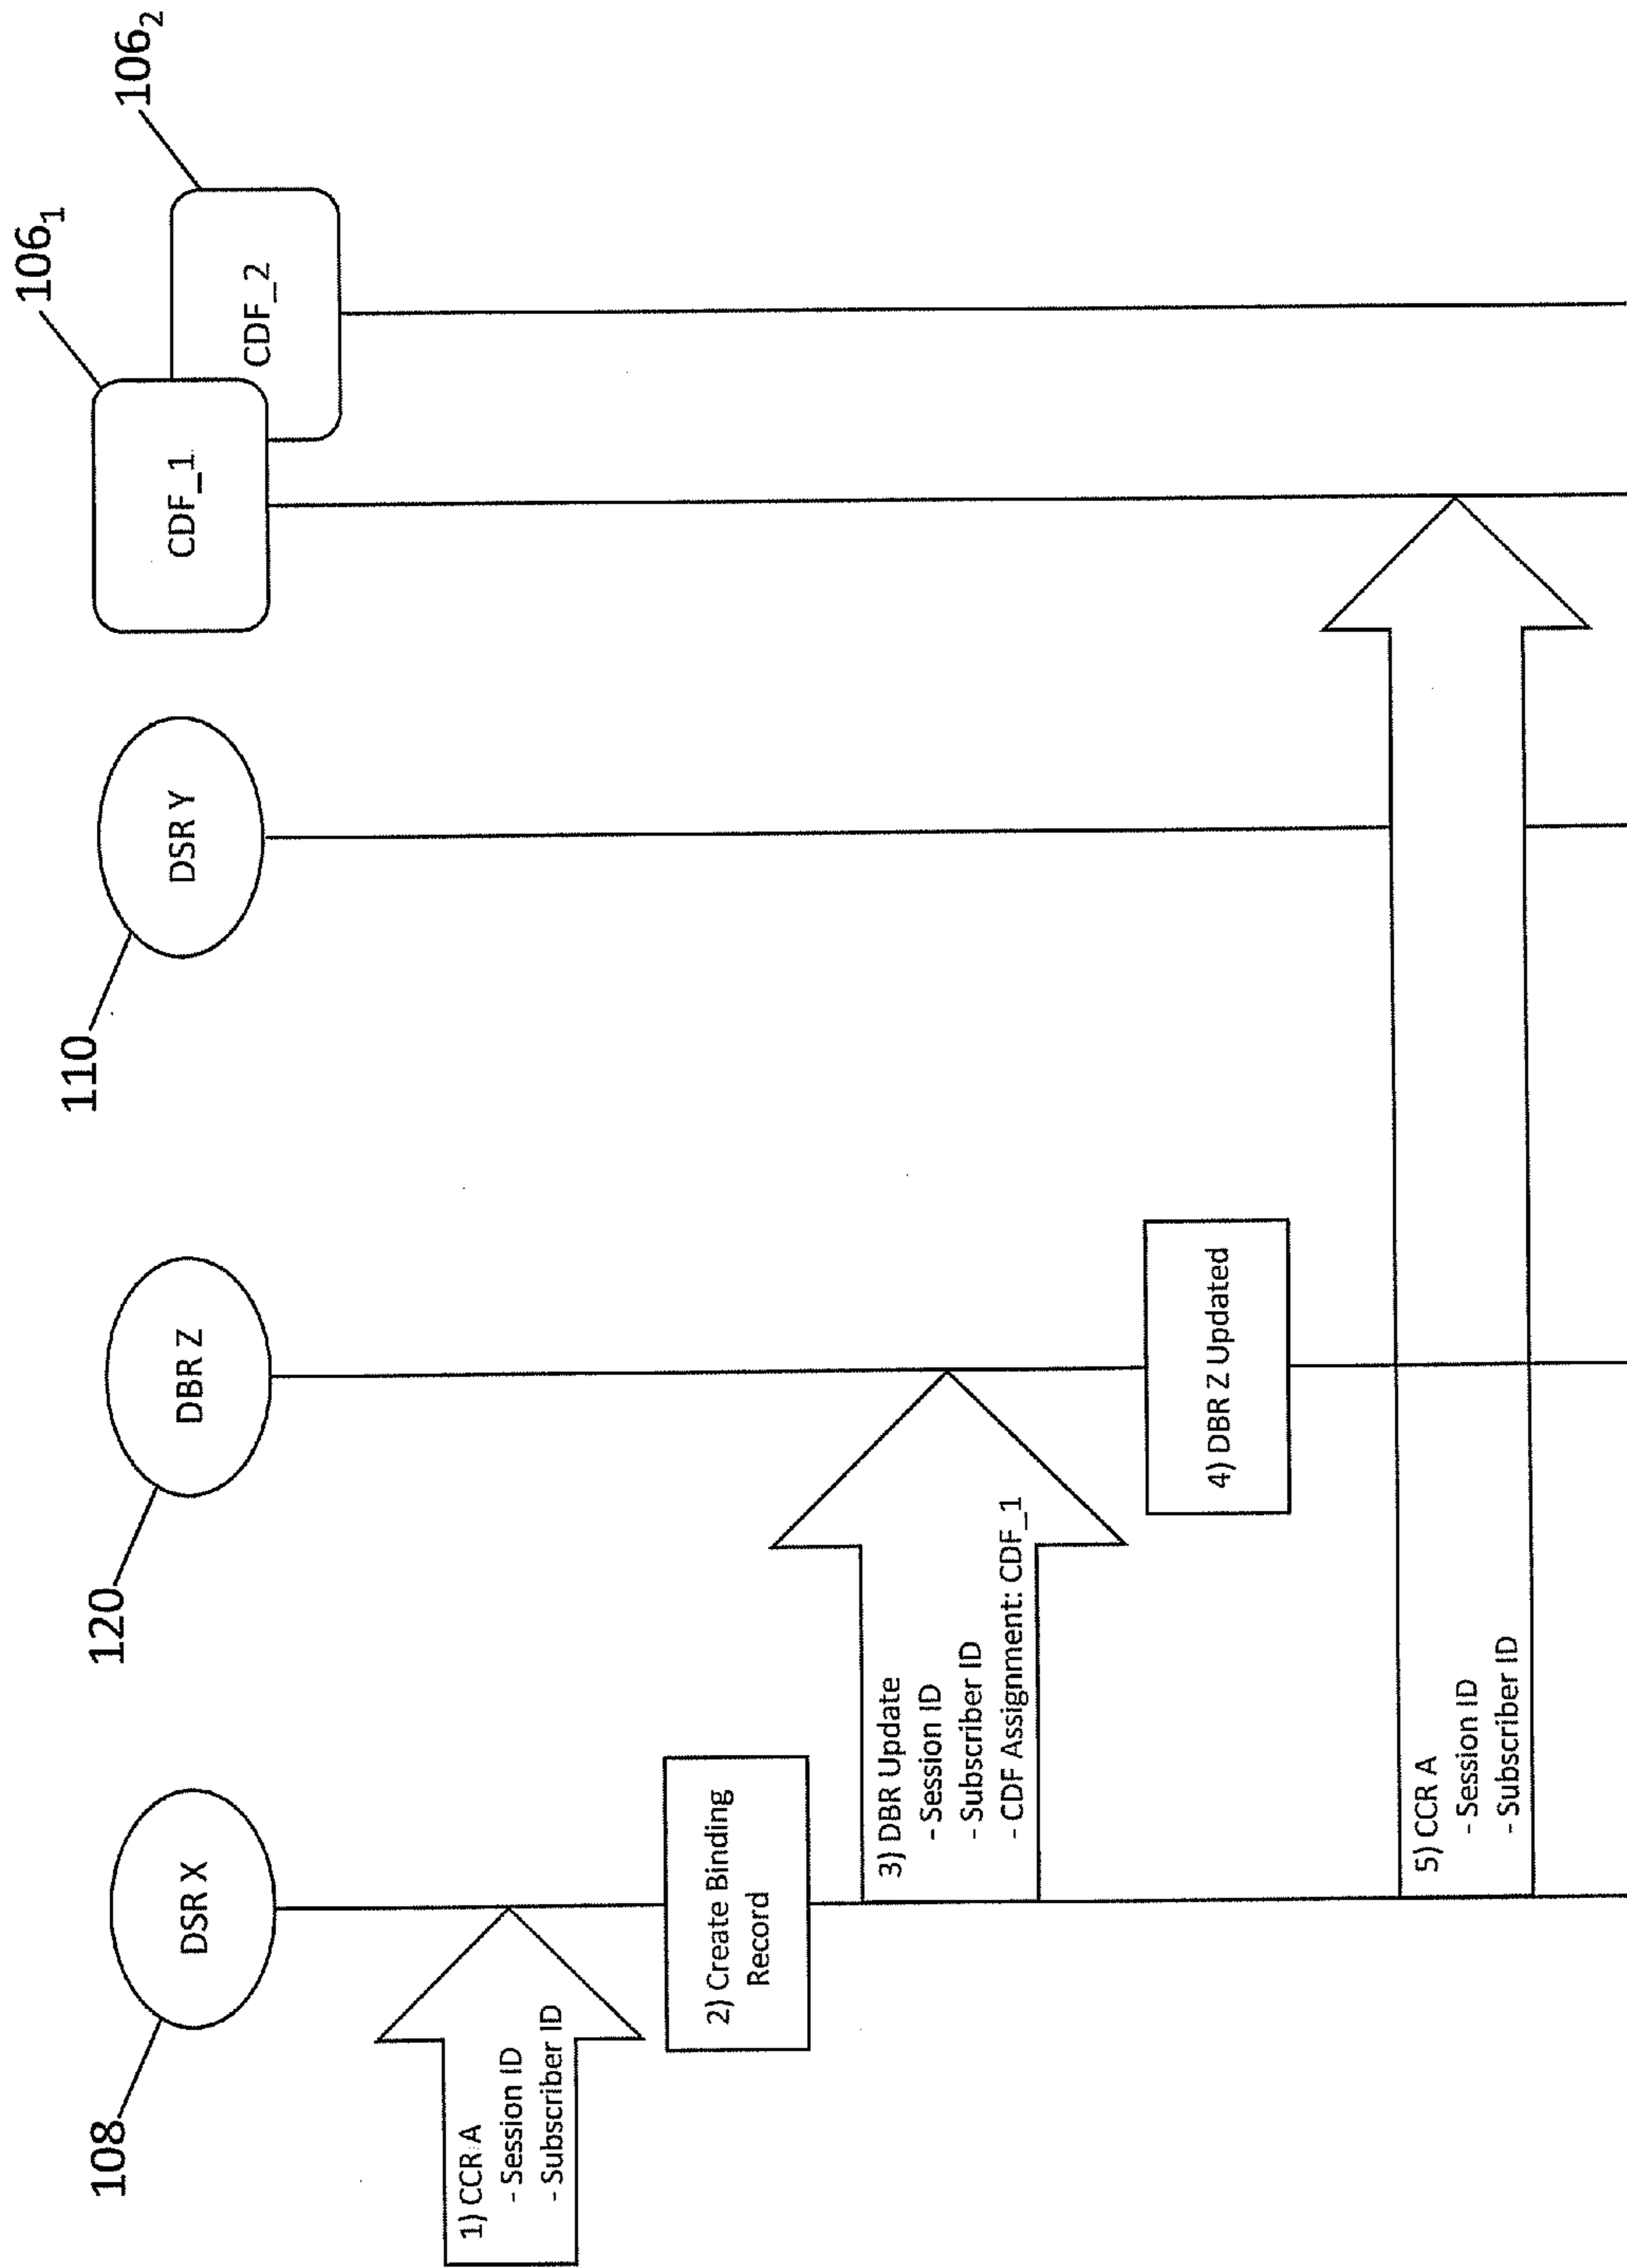 108
DSR X
120
DBR Z
110
DSR Y
106₁
CDF_1
106₂
CDF_2
1) CCR A
- Session ID
- Subscriber ID
2) Create Binding
Record
3) DBR Update
- Session ID
- Subscriber ID
- CDF Assignment: CDF_1
4) DBR Z Updated
5) CCR A
- Session ID
- Subscriber ID